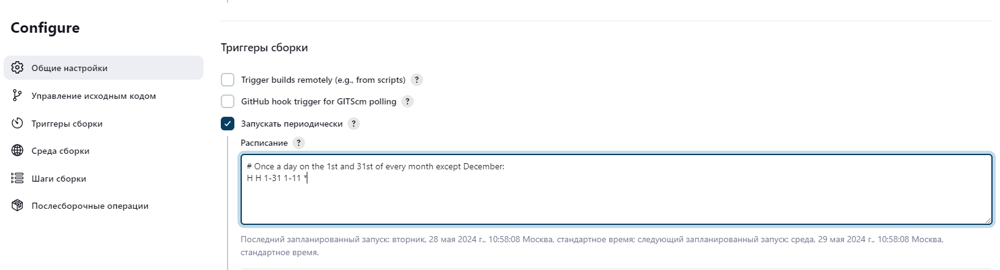 Configure
Общие настройки
Управление исходным кодом
Триггеры сборки
Среда сборки
Шаги сборки
Послесборочные операции
Триггеры сборки
Trigger builds remotely (e.g., from scripts) ?
GitHub hook trigger for GITScm polling ?
Запускать периодически ?
Расписание ?
# Once a day on the 1st and 31st of every month except December:
H H 1-31 1-11 *
Последний запланированный запуск: вторник, 28 мая 2024 г., 10:58:08 Москва, стандартное время; следующий запланированный запуск: среда, 29 мая 2024 г., 10:58:08 Москва,
стандартное время.